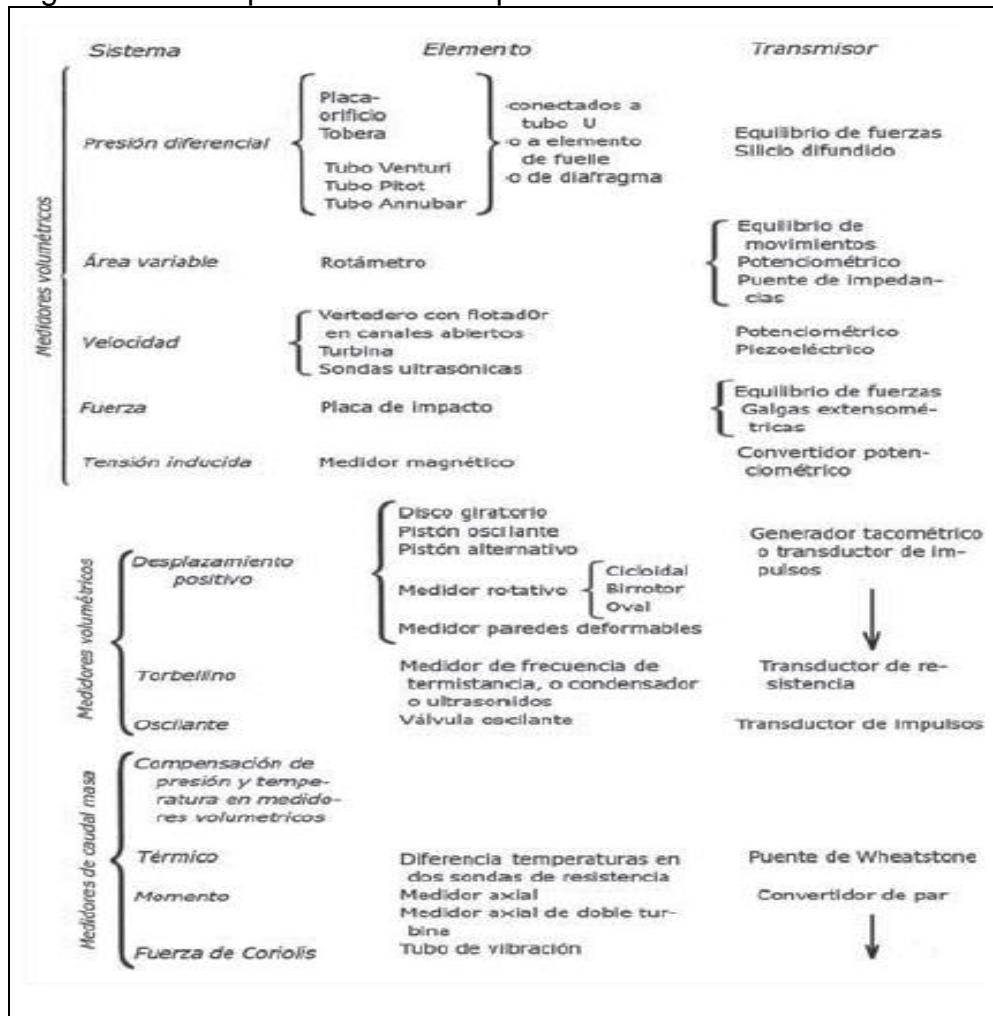 Sistema Elemento Transmisor
Medidores volumétricos
Presión diferencial
Placa-
orificio
Tobera
Tubo Venturi
Tubo Pitot
Tubo Annubar
-conectados a
tubo U
-o a elemento
de fuelle
-o de diafragma
Equilibrio de fuerzas
Silicio difundido
Área variable
Rotámetro
Equilibrio de
movimientos
Potenciométrico
Puente de impedan-
cias
Velocidad
Vertedero con flotad0r
en canales abiertos
Turbina
Sondas ultrasónicas
Potenciométrico
Piezoeléctrico
Fuerza
Placa de impacto
Equilibrio de fuerzas
Galgas extensomé-
tricas
Tensión inducida
Medidor magnético
Convertidor poten-
ciométrico
Medidores volumétricos
Desplazamiento
positivo
Disco giratorio
Pistón oscilante
Pistón alternativo
Medidor rotativo
Cicloidal
Birrotor
Oval
Medidor paredes deformables
Generador tacométrico
o transductor de im-
pulsos
Torbellino
Medidor de frecuencia de
termistancia, o condensador
o ultrasonidos
Transductor de re-
sistencia
Oscilante
Válvula oscilante
Transductor de impulsos
Medidores de caudal masa
Compensación de
presión y tempe-
ratura en medido-
res volumetricos
Térmico
Diferencia temperaturas en
dos sondas de resistencia
Puente de Wheatstone
Momento
Medidor axial
Medidor axial de doble tur-
bina
Convertidor de par
Fuerza de Coriolis
Tubo de vibración